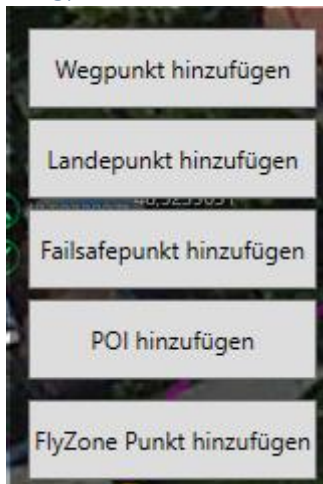 Wegpunkt hinzufügen
Landepunkt hinzufügen
Failsafepunkt hinzufügen
POI hinzufügen
FlyZone Punkt hinzufügen